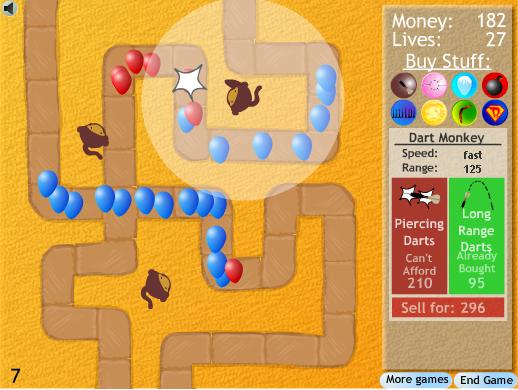 Money: 182
Lives: 27
Buy Stuff:
Dart Monkey
Speed: fast
Range: 125
Piercing
Darts
Can't
Afford
210
Long
Range
Darts
Already
Bought
95
Sell for: 296
7
More games
End Game